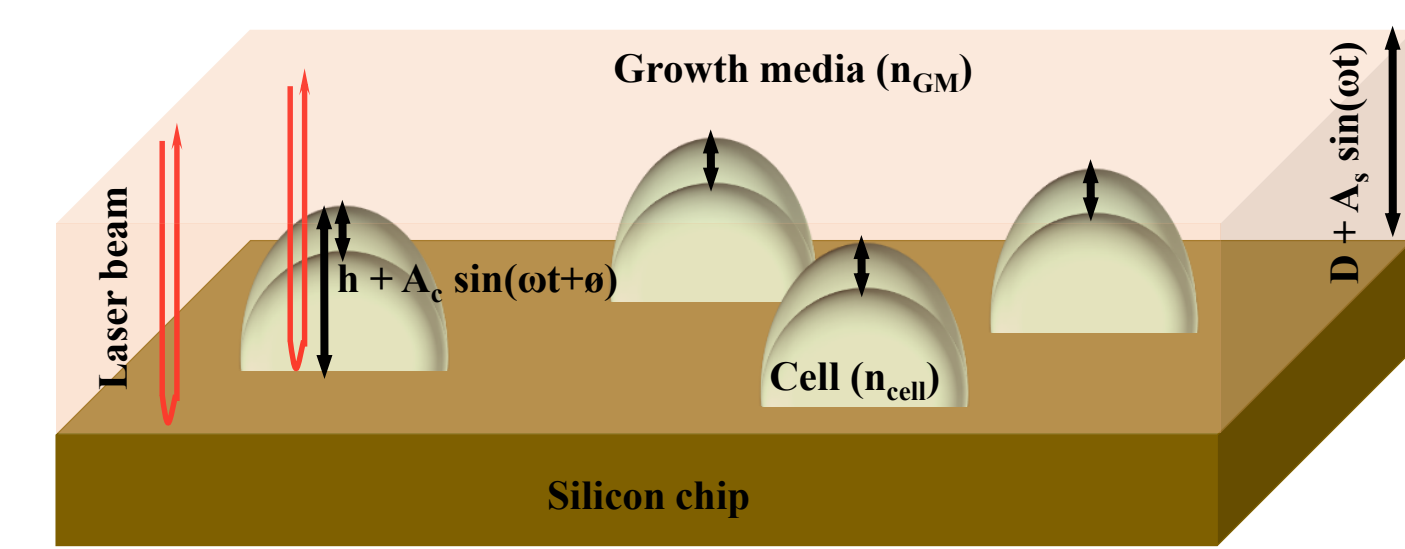 Growth media (n_GM)
D + A_s sin(ωt)
Laser beam
h + A_c sin(ωt+ø)
Cell (n_cell)
Silicon chip